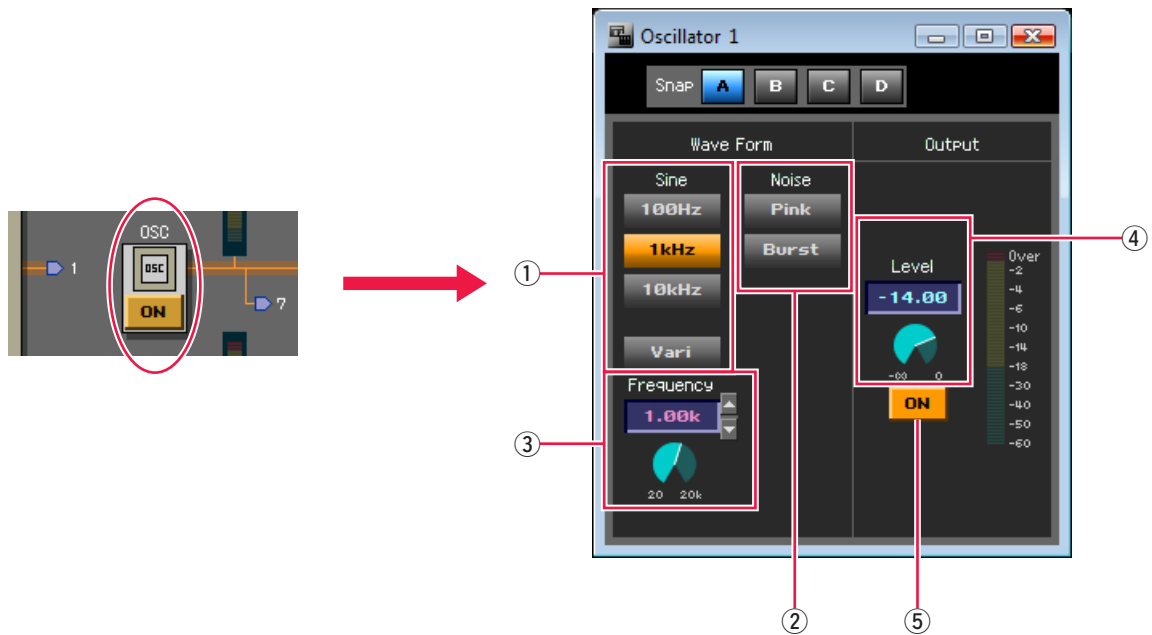 OSC
1
OSC
ON
7
Oscillator 1
Snap A B C D
Wave Form
Output
Sine
100Hz
1kHz
10kHz
Vari
Noise
Pink
Burst
Frequency
1.00k
20 20k
Level
-14.00
-∞ 0
ON
Over
-2
-4
-6
-10
-14
-18
-30
-40
-50
-60
①
③
②
⑤
④